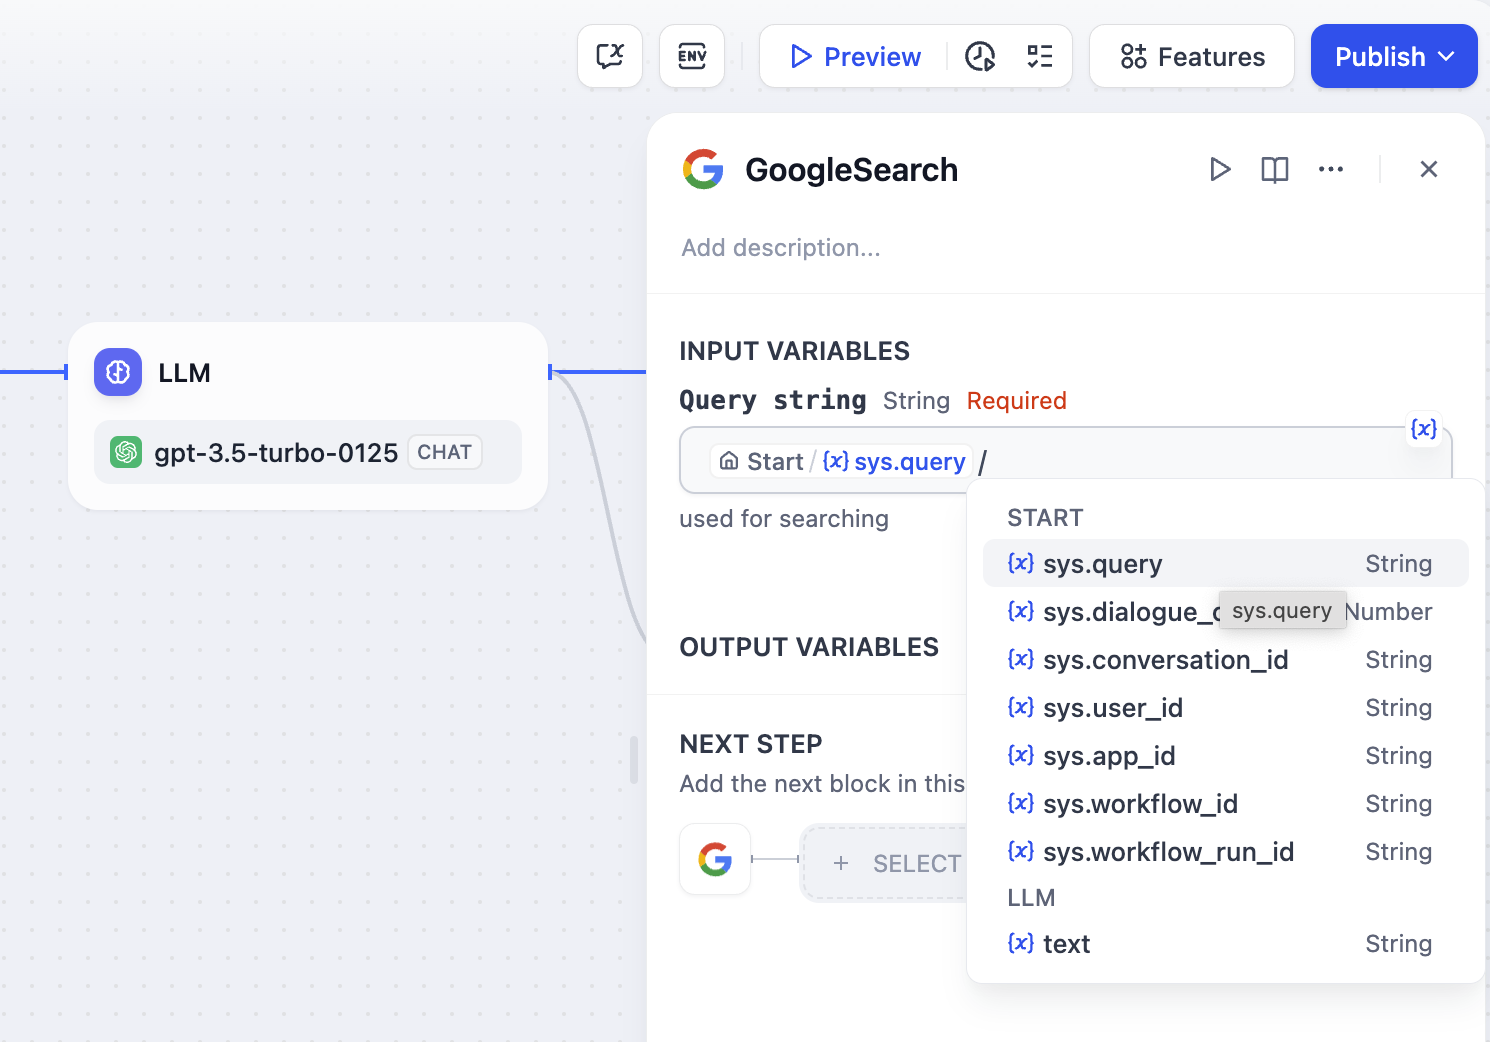 ENV
Preview
Features
Publish
GoogleSearch
Add description...
LLM
gpt-3.5-turbo-0125 CHAT
INPUT VARIABLES
Query string String Required
{x}
Start / {x} sys.query /
used for searching
START
{x} sys.query String
{x} sys.dialogue_ Number
sys.query
{x} sys.conversation_id String
{x} sys.user_id String
{x} sys.app_id String
{x} sys.workflow_id String
{x} sys.workflow_run_id String
LLM
{x} text String
OUTPUT VARIABLES
NEXT STEP
Add the next block in this
+ SELECT